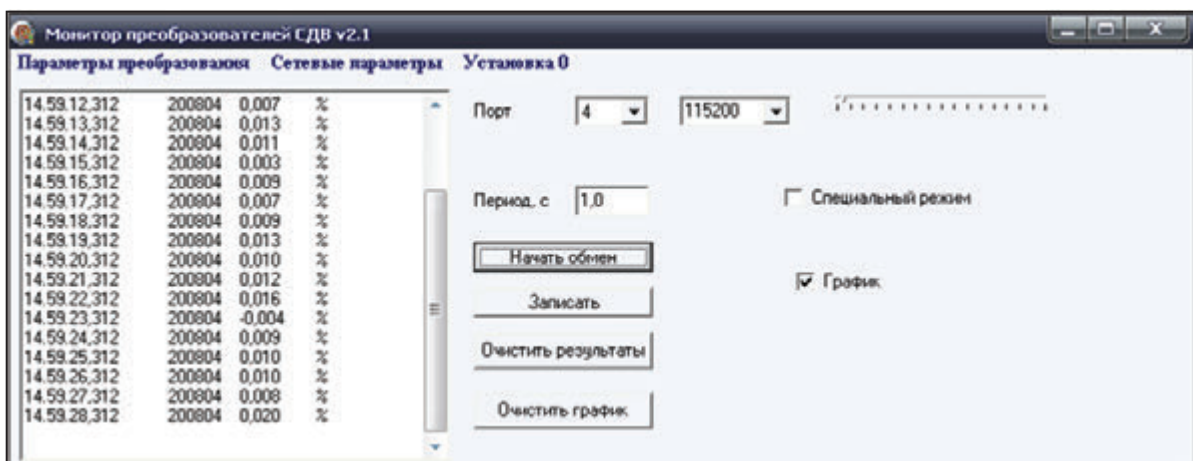 Монитор преобразователей СДВ v2.1
Параметры преобразования Сетевые параметры Установка 0
14.59.12,312 200804 0,007 %
14.59.13,312 200804 0,013 %
14.59.14,312 200804 0,011 %
14.59.15,312 200804 0,003 %
14.59.16,312 200804 0,009 %
14.59.17,312 200804 0,007 %
14.59.18,312 200804 0,009 %
14.59.19,312 200804 0,013 %
14.59.20,312 200804 0,010 %
14.59.21,312 200804 0,012 %
14.59.22,312 200804 0,016 %
14.59.23,312 200804 -0,004 %
14.59.24,312 200804 0,009 %
14.59.25,312 200804 0,010 %
14.59.26,312 200804 0,010 %
14.59.27,312 200804 0,008 %
14.59.28,312 200804 0,020 %
Порт 4 115200
Период, с 1,0
Специальный режим
Начать обмен
График
Записать
Очистить результаты
Очистить график